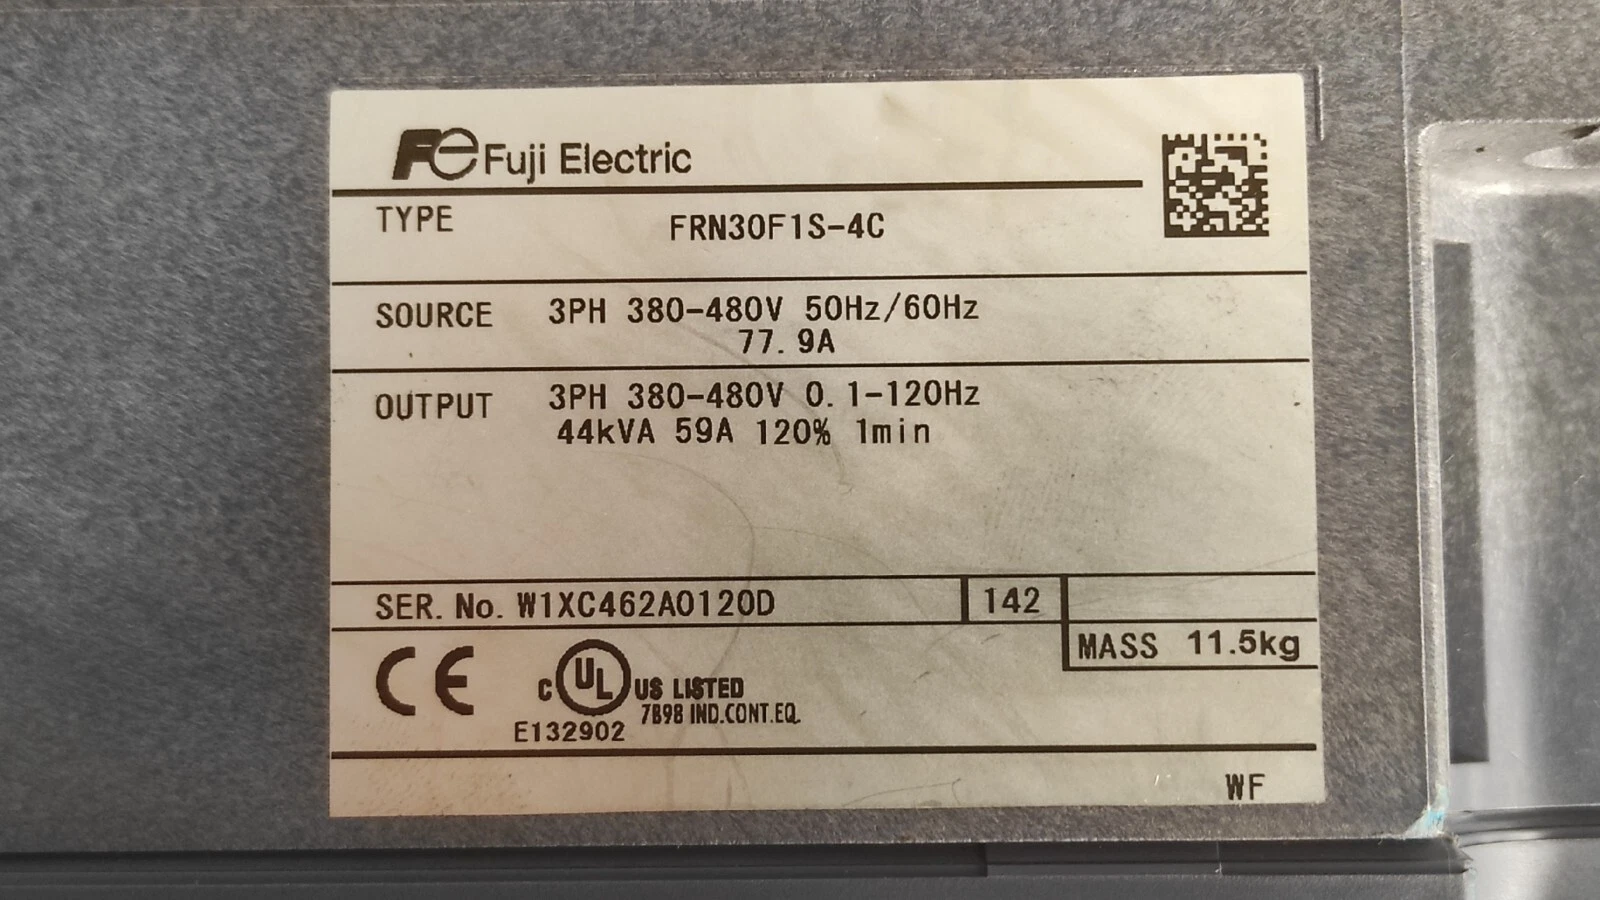 Fe Fuji Electric
TYPE FRN30F1S-4C
SOURCE 3PH 380-480V 50Hz/60Hz
77.9A
OUTPUT 3PH 380-480V 0.1-120Hz
44kVA 59A 120% 1min
SER. No. W1XC462A0120D 142
MASS 11.5kg
CE c UL US LISTED
7B98 IND.CONT.EQ.
E132902
WF